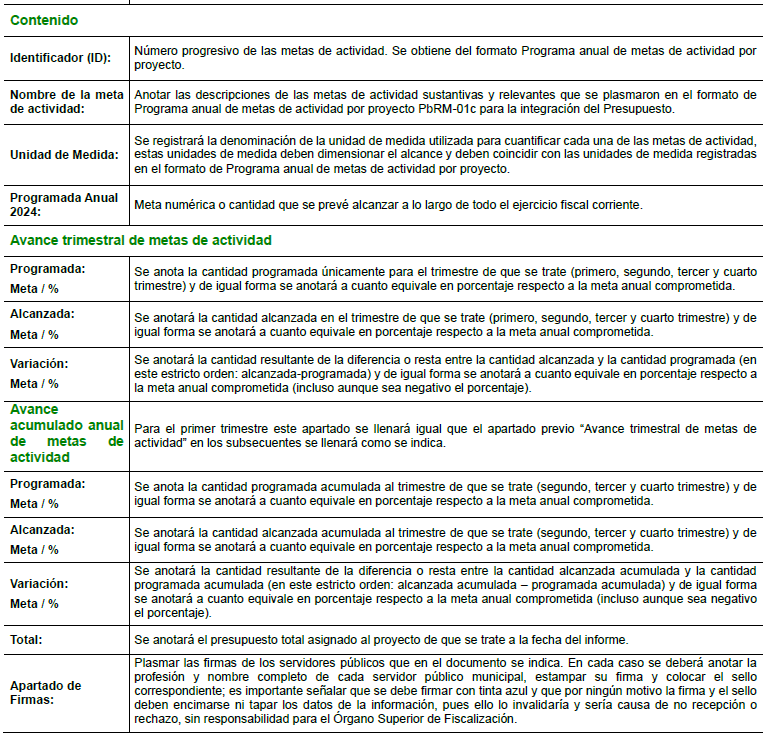 Contenido
Identificador (ID):
Número progresivo de las metas de actividad. Se obtiene del formato Programa anual de metas de actividad por
proyecto.
Nombre de la meta
de actividad:
Anotar las descripciones de las metas de actividad sustantivas y relevantes que se plasmaron en el formato de
Programa anual de metas de actividad por proyecto PbRM-01c para la integración del Presupuesto.
Unidad de Medida:
Se registrará la denominación de la unidad de medida utilizada para cuantificar cada una de las metas de actividad,
estas unidades de medida deben dimensionar el alcance y deben coincidir con las unidades de medida registradas
en el formato de Programa anual de metas de actividad por proyecto.
Programada Anual
2024:
Meta numérica o cantidad que se prevé alcanzar a lo largo de todo el ejercicio fiscal corriente.
Avance trimestral de metas de actividad
Programada:
Meta / %
Se anota la cantidad programada únicamente para el trimestre de que se trate (primero, segundo, tercer y cuarto
trimestre) y de igual forma se anotará a cuanto equivale en porcentaje respecto a la meta anual comprometida.
Alcanzada:
Meta / %
Se anotará la cantidad alcanzada en el trimestre de que se trate (primero, segundo, tercer y cuarto trimestre) y de
igual forma se anotará a cuanto equivale en porcentaje respecto a la meta anual comprometida.
Variación:
Meta / %
Se anotará la cantidad resultante de la diferencia o resta entre la cantidad alcanzada y la cantidad programada (en
este estricto orden: alcanzada-programada) y de igual forma se anotará a cuanto equivale en porcentaje respecto a
la meta anual comprometida (incluso aunque sea negativo el porcentaje).
Avance
acumulado anual
de metas de
actividad
Para el primer trimestre este apartado se llenará igual que el apartado previo “Avance trimestral de metas de
actividad” en los subsecuentes se llenará como se indica.
Programada:
Meta / %
Se anota la cantidad programada acumulada al trimestre de que se trate (segundo, tercer y cuarto trimestre) y de
igual forma se anotará a cuanto equivale en porcentaje respecto a la meta anual comprometida.
Alcanzada:
Meta / %
Se anotará la cantidad alcanzada acumulada al trimestre de que se trate (segundo, tercer y cuarto trimestre) y de
igual forma se anotará a cuanto equivale en porcentaje respecto a la meta anual comprometida.
Variación:
Meta / %
Se anotará la cantidad resultante de la diferencia o resta entre la cantidad alcanzada acumulada y la cantidad
programada acumulada (en este estricto orden: alcanzada acumulada – programada acumulada) y de igual forma
se anotará a cuanto equivale en porcentaje respecto a la meta anual comprometida (incluso aunque sea negativo
el porcentaje).
Total:
Se anotará el presupuesto total asignado al proyecto de que se trate a la fecha del informe.
Apartado de
Firmas:
Plasmar las firmas de los servidores públicos que en el documento se indica. En cada caso se deberá anotar la
profesión y nombre completo de cada servidor público municipal, estampar su firma y colocar el sello
correspondiente; es importante señalar que se debe firmar con tinta azul y que por ningún motivo la firma y el sello
deben encimarse ni tapar los datos de la información, pues ello lo invalidaría y sería causa de no recepción o
rechazo, sin responsabilidad para el Órgano Superior de Fiscalización.